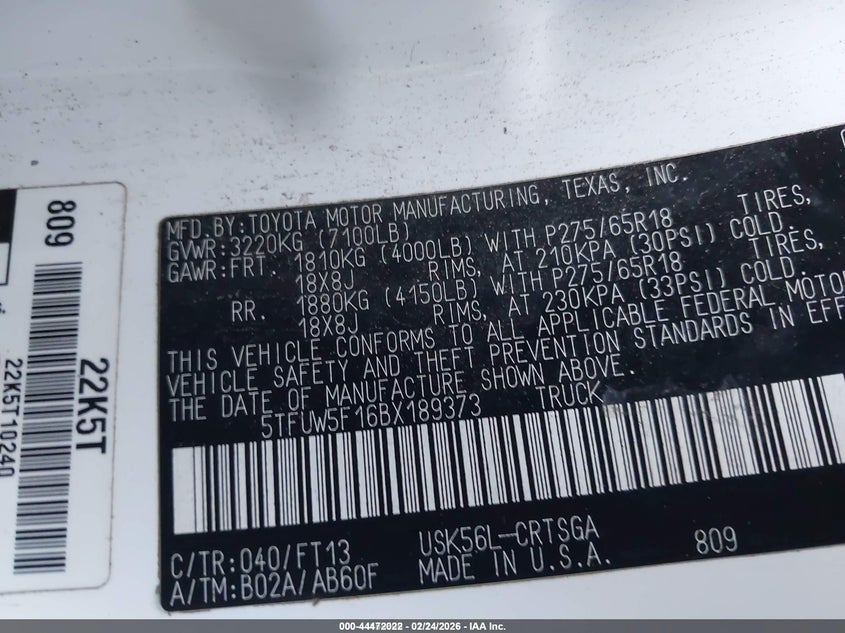 809
22K5T
22K5T10240
MFD. BY: TOYOTA MOTOR MANUFACTURING, TEXAS, INC.
GVWR: 3220KG (7100LB)
GAWR: FRT. 1810KG (4000LB) WITH P275/65R18 TIRES,
18X8J RIMS, AT 210KPA (30PSI) COLD.
RR. 1880KG (4150LB) WITH P275/65R18 TIRES,
18X8J RIMS, AT 230KPA (33PSI) COLD.
THIS VEHICLE CONFORMS TO ALL APPLICABLE FEDERAL MOTOR
VEHICLE SAFETY AND THEFT PREVENTION STANDARDS IN EFF
THE DATE OF MANUFACTURE SHOWN ABOVE.
5TFUW5F16BX189373 TRUCK
C/TR: 040/FT13 USK56L-CRTSGA
A/TM: B02A/AB60F MADE IN U.S.A. 809
000-44472022 - 02/24/2026 - IAA Inc.